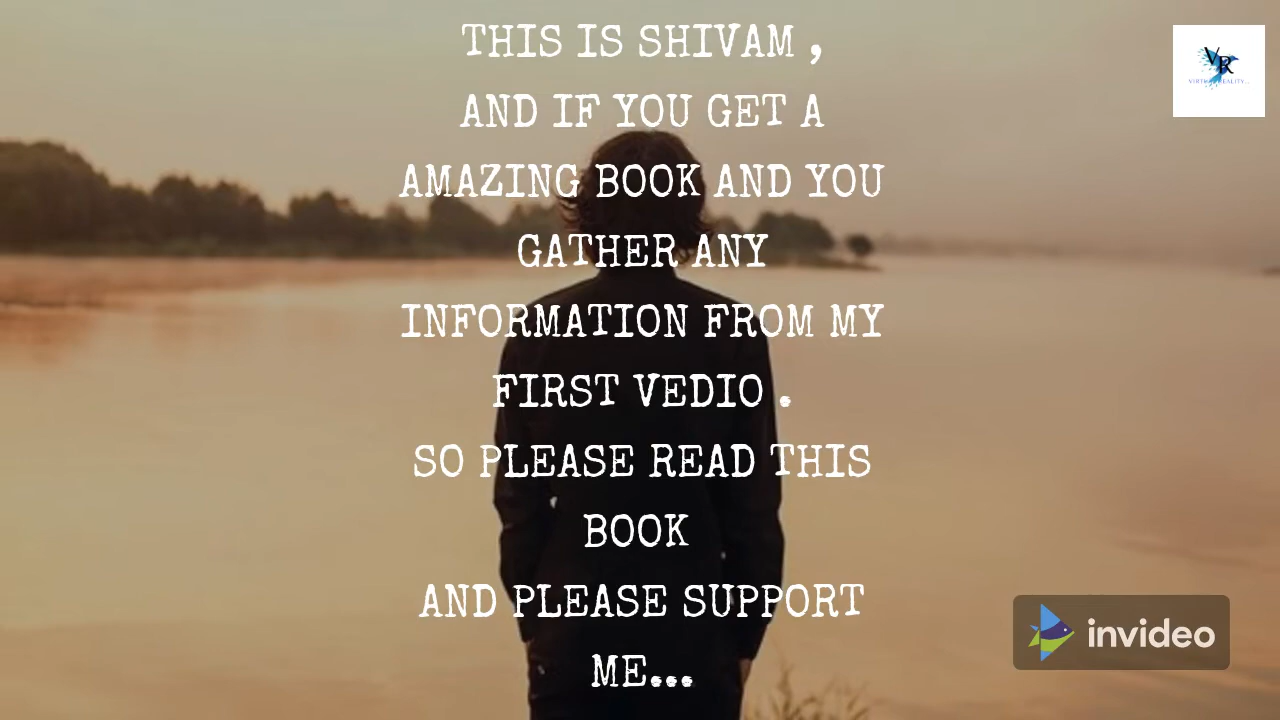 THIS IS SHIVAM ,
AND IF YOU GET A
AMAZING BOOK AND YOU
GATHER ANY
INFORMATION FROM MY
FIRST VEDIO .
SO PLEASE READ THIS
BOOK
AND PLEASE SUPPORT
ME...
VR
invideo